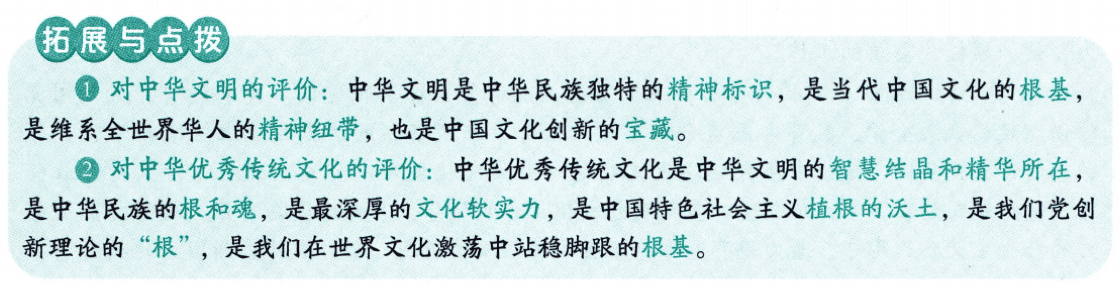 拓展与点拨
❶ 对中华文明的评价：中华文明是中华民族独特的精神标识，是当代中国文化的根基，
是维系全世界华人的精神纽带，也是中国文化创新的宝藏。
❷ 对中华优秀传统文化的评价：中华优秀传统文化是中华文明的智慧结晶和精华所在，
是中华民族的根和魂，是最深厚的文化软实力，是中国特色社会主义植根的沃土，是我们党创
新理论的“根”，是我们在世界文化激荡中站稳脚跟的根基。